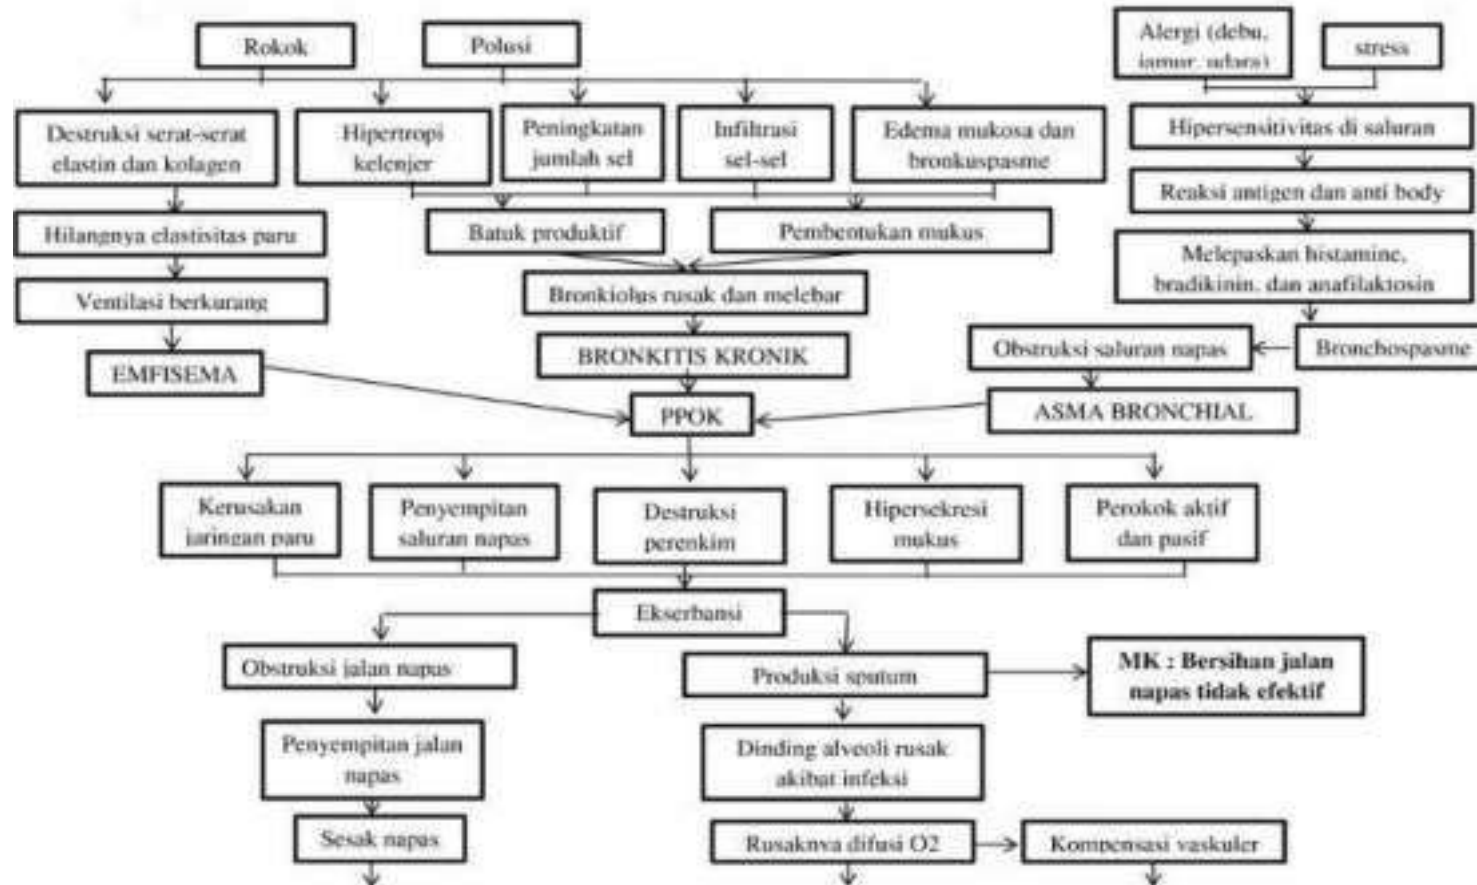 Rokok
Polusi
Alergi (debu,
jamur, udara)
stress
Destruksi serat-serat
elastin dan kolagen
Hipertropi
kelenjer
Peningkatan
jumlah sel
Infiltrasi
sel-sel
Edema mukosa dan
bronkuspasme
Hipersensitivitas di saluran
Reaksi antigen dan anti body
Hilangnya elastisitas paru
Batuk produktif
Pembentukan mukus
Melepaskan histamine,
bradikinin, dan anafilaktosin
Ventilasi berkurang
Bronkiolus rusak dan melebar
EMFISEMA
BRONKITIS KRONIK
Obstruksi saluran napas
Bronchospasme
PPOK
ASMA BRONCHIAL
Kerusakan
jaringan paru
Penyempitan
saluran napas
Destruksi
perenkim
Hipersekresi
mukus
Perokok aktif
dan pasif
Ekserbansi
Obstruksi jalan napas
Produksi sputum
MK : Bersihan jalan
napas tidak efektif
Penyempitan jalan
napas
Dinding alveoli rusak
akibat infeksi
Sesak napas
Rusaknya difusi O2
Kompensasi vaskuler